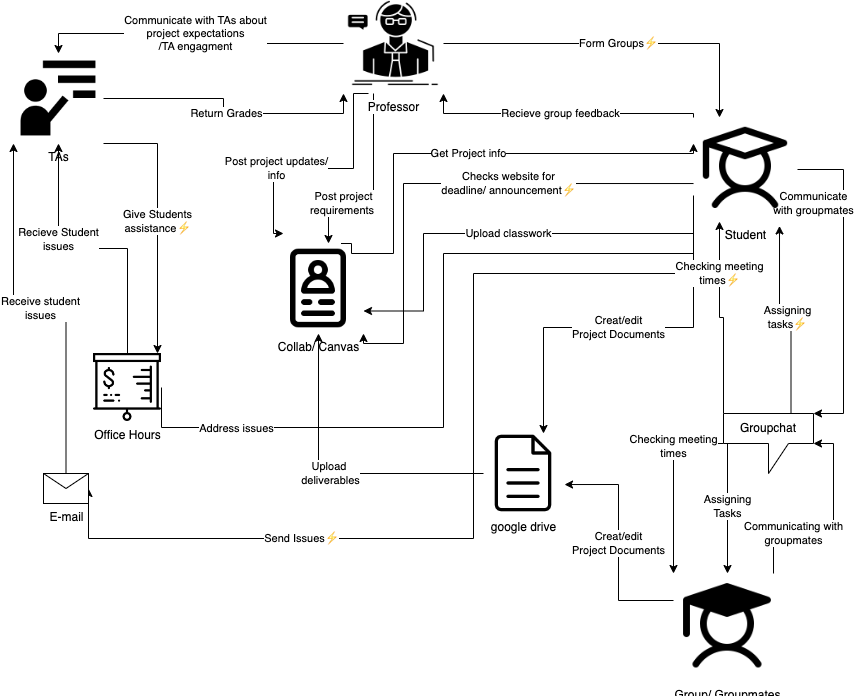 Communicate with TAs about
project expectations
/TA engagment
Form Groups⚡
Professor
Return Grades
Recieve group feedback
TAs
Get Project info
Post project updates/
info
Checks website for
deadline/ announcement⚡
Post project
requirements
Communicate
with groupmates
Give Students
assistance⚡
Recieve Student
issues
Upload classwork
Student
Checking meeting
times⚡
Receive student
issues
Assigning
tasks⚡
Creat/edit
Project Documents
Collab/ Canvas
$
Office Hours
Address issues
Groupchat
Checking meeting
times
Upload
deliverables
Assigning
Tasks
E-mail
google drive
Communicating with
groupmates
Send Issues⚡
Creat/edit
Project Documents
Group/ Groupmates